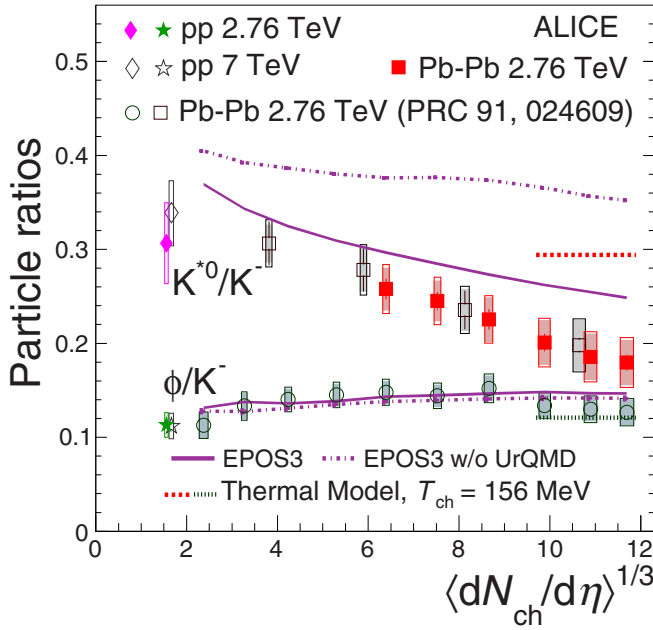 pp 2.76 TeV
ALICE
pp 7 TeV
Pb-Pb 2.76 TeV
Pb-Pb 2.76 TeV (PRC 91, 024609)
K*0/K-
ϕ/K-
EPOS3
EPOS3 w/o UrQMD
Thermal Model, Tch = 156 MeV
Particle ratios
0.5
0.4
0.3
0.2
0.1
0
0 2 4 6 8 10 12
⟨dNch/dη⟩1/3